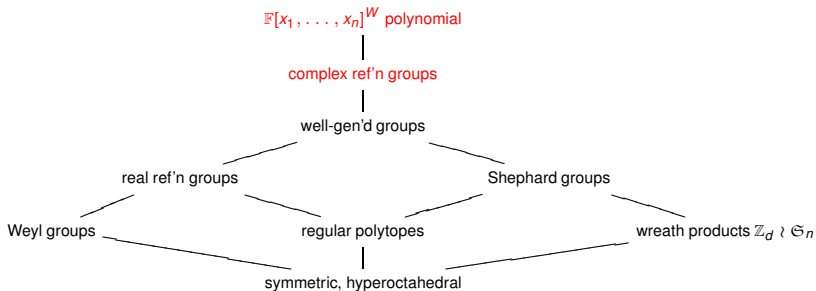 𝔽[x₁, . . . , xₙ]ᵂ polynomial
complex ref'n groups
well-gen'd groups
real ref'n groups Shephard groups
Weyl groups regular polytopes wreath products ℤ_d ≀ 𝔖ₙ
symmetric, hyperoctahedral